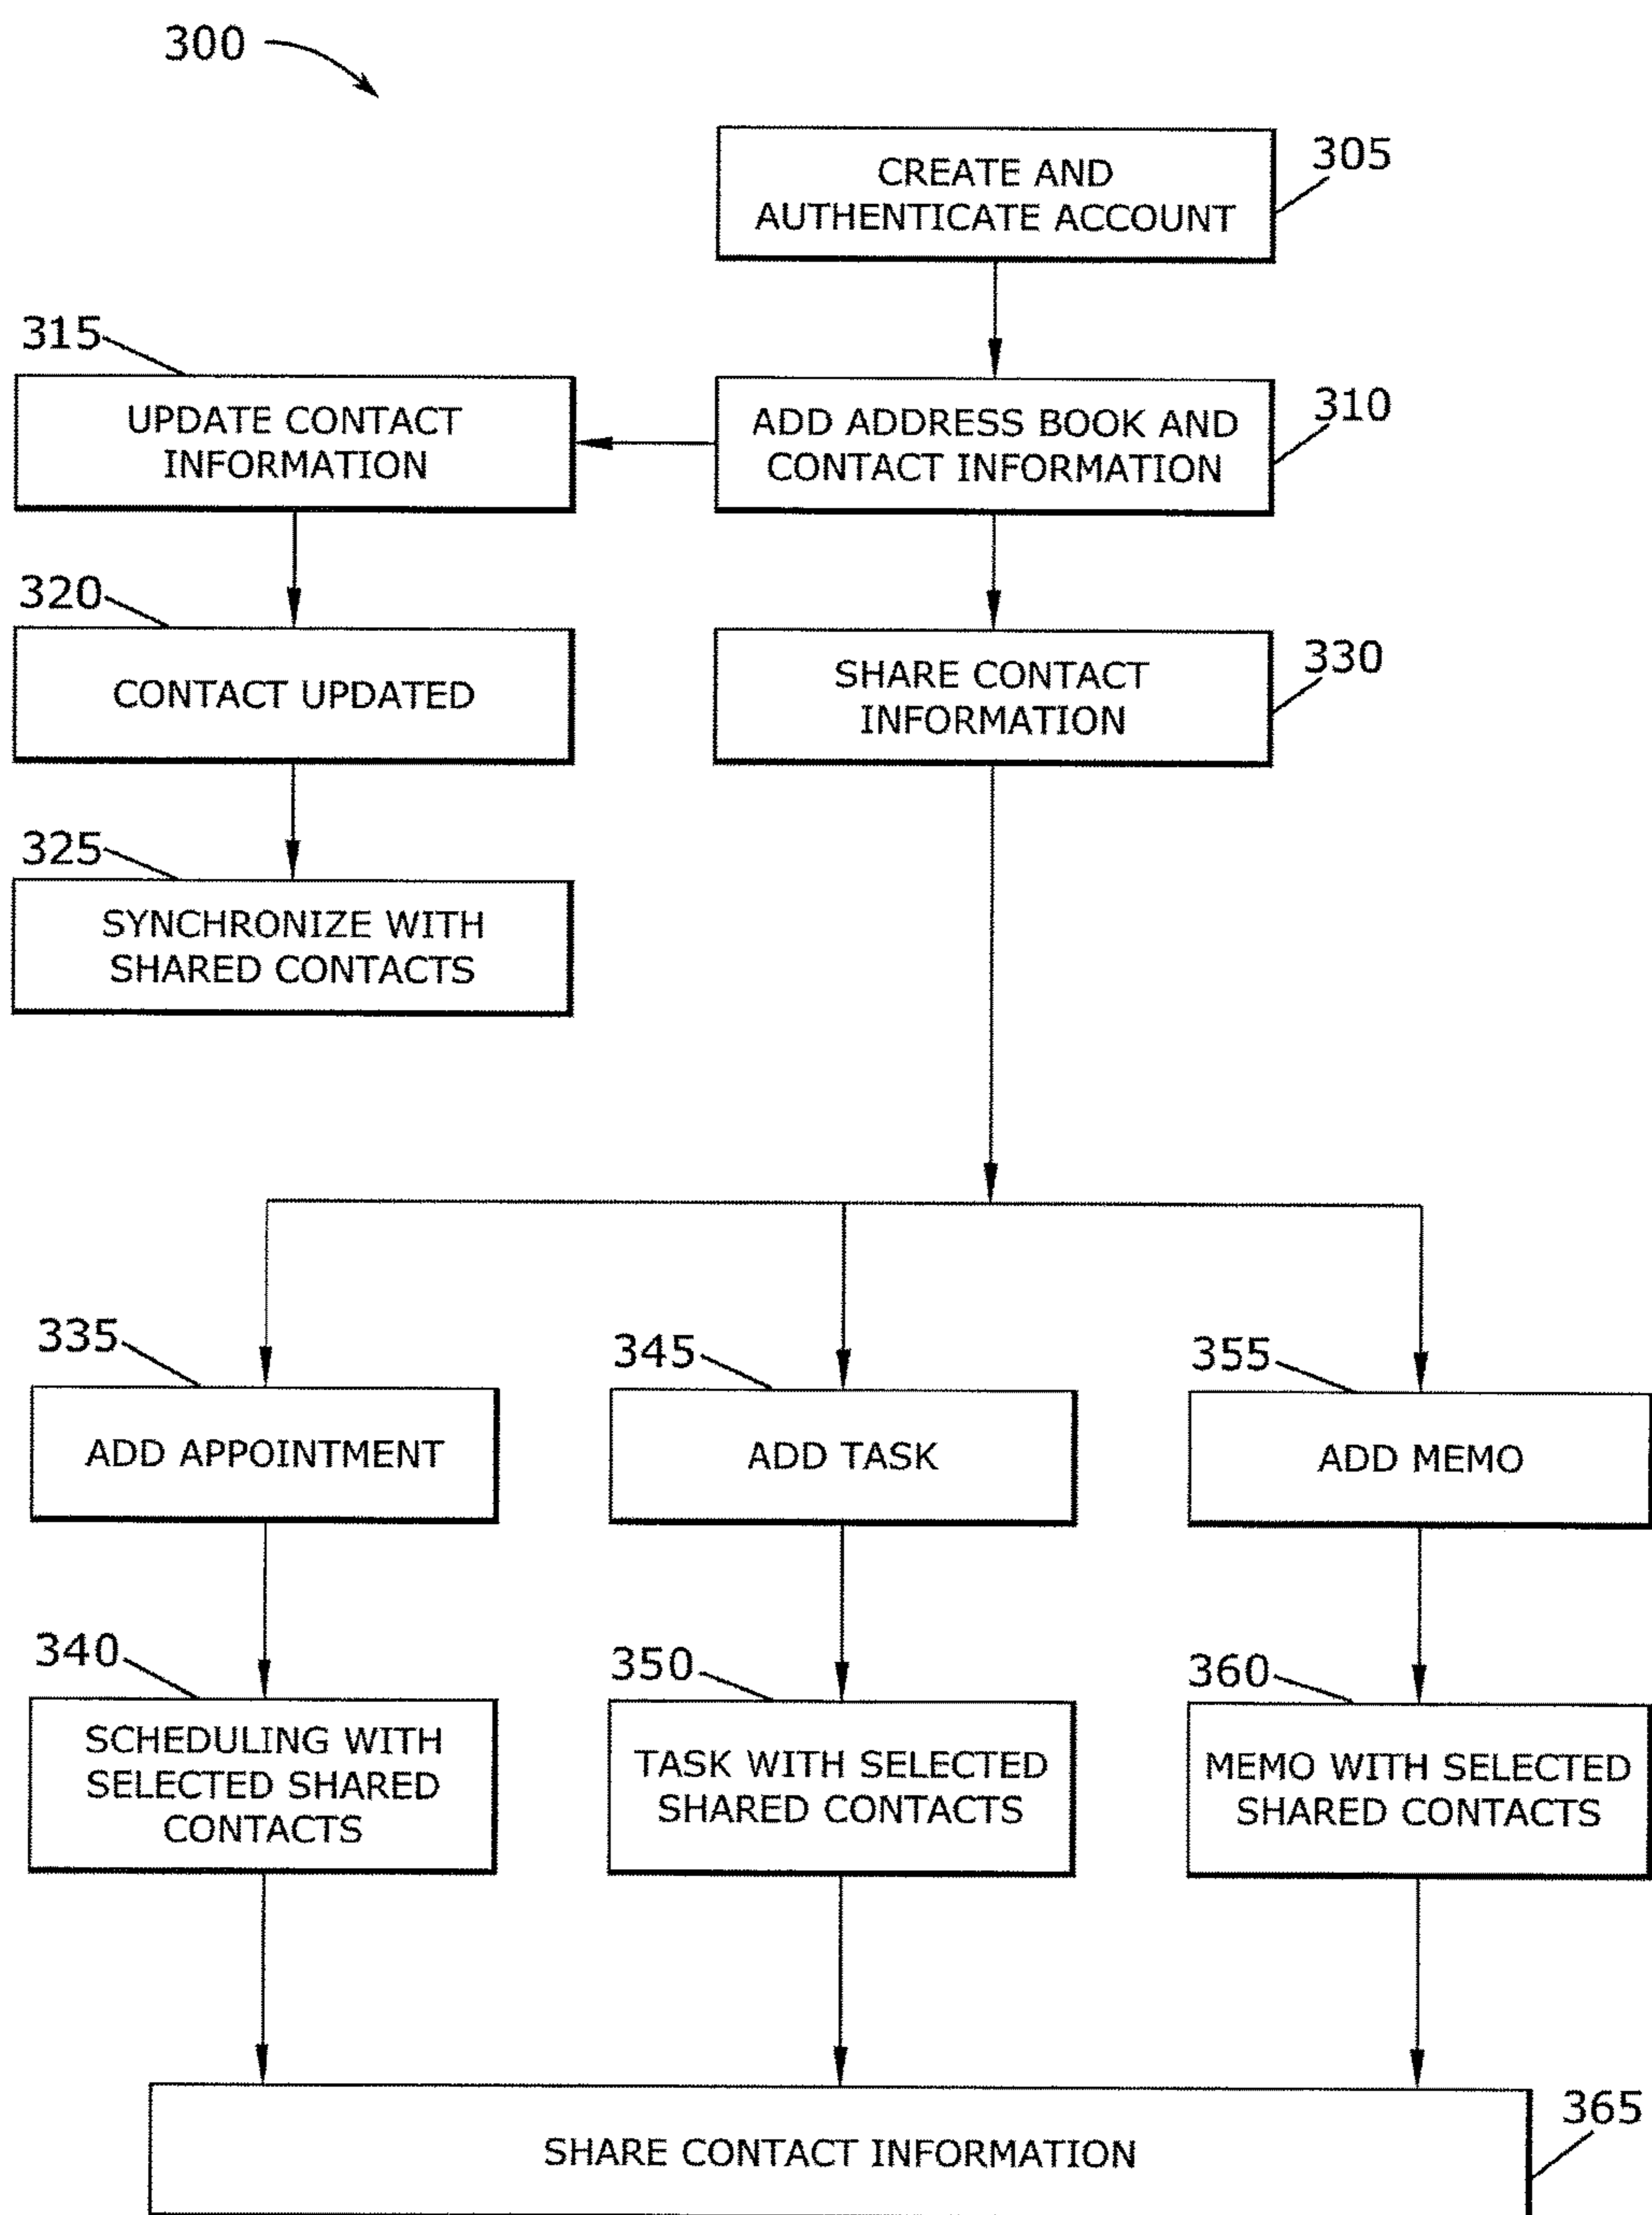 300
305
CREATE AND
AUTHENTICATE ACCOUNT
315
UPDATE CONTACT
INFORMATION
310
ADD ADDRESS BOOK AND
CONTACT INFORMATION
320
CONTACT UPDATED
330
SHARE CONTACT
INFORMATION
325
SYNCHRONIZE WITH
SHARED CONTACTS
335
ADD APPOINTMENT
345
ADD TASK
355
ADD MEMO
340
SCHEDULING WITH
SELECTED SHARED
CONTACTS
350
TASK WITH SELECTED
SHARED CONTACTS
360
MEMO WITH SELECTED
SHARED CONTACTS
365
SHARE CONTACT INFORMATION